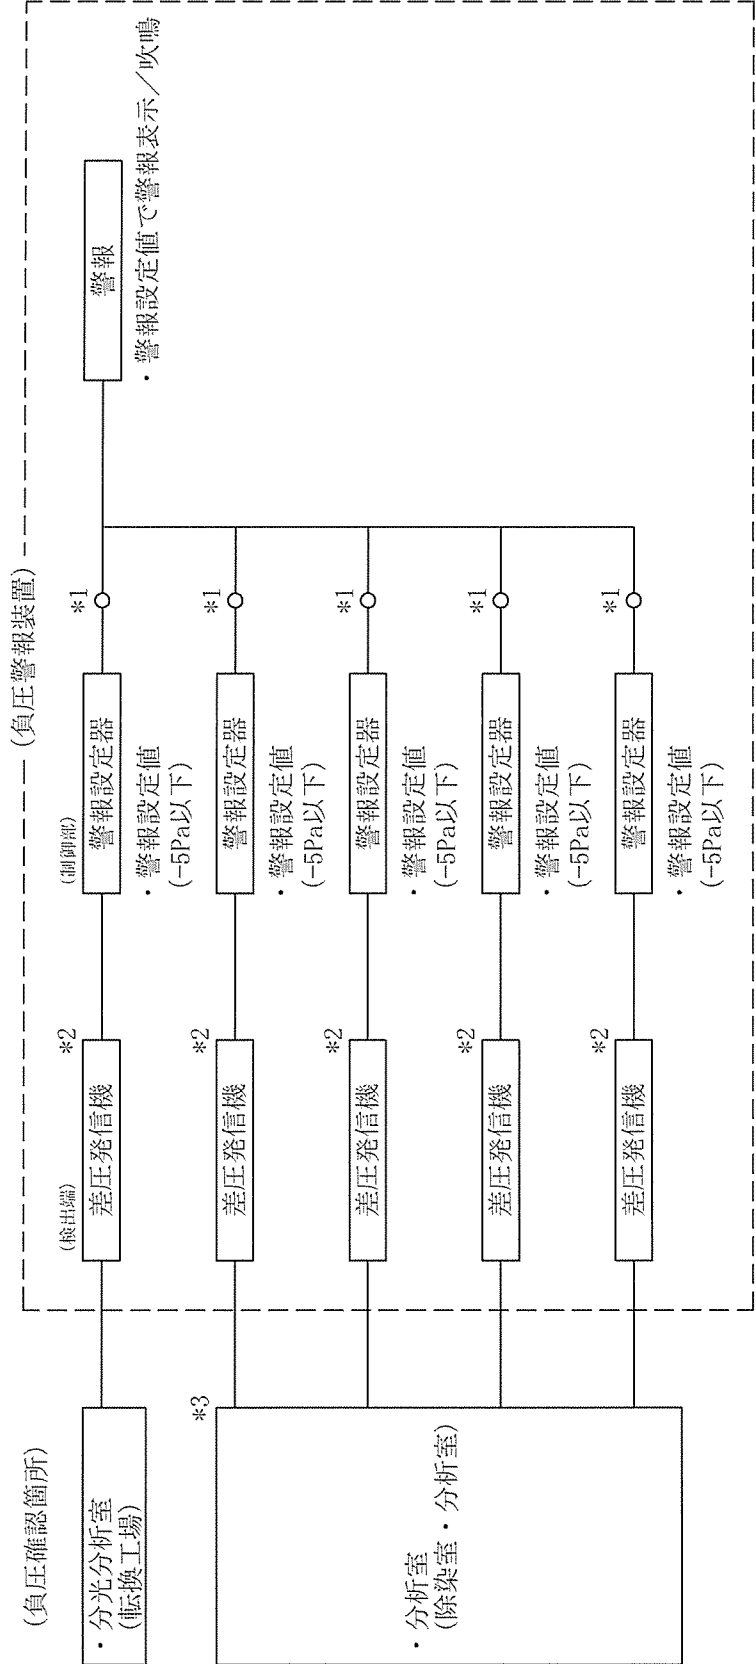 (負圧確認箇所)
(負圧警報装置)
・分光分析室
(転換工場)
(検出端)
差圧発信機
*2
(制御部)
警報設定器
・警報設定値
(-5Pa以下)
*1
警報
・警報設定値で警報表示／吹鳴
*3
・分析室
(除染室・分析室)
差圧発信機
*2
警報設定器
・警報設定値
(-5Pa以下)
*1
差圧発信機
*2
警報設定器
・警報設定値
(-5Pa以下)
*1
差圧発信機
*2
警報設定器
・警報設定値
(-5Pa以下)
*1
差圧発信機
*2
警報設定器
・警報設定値
(-5Pa以下)
*1